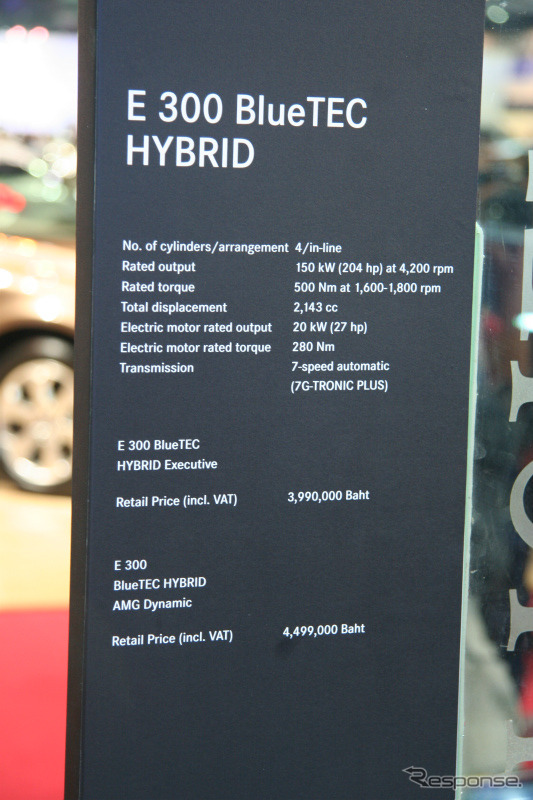 E 300 BlueTEC
HYBRID
No. of cylinders/arrangement 4/in-line
Rated output 150 kW (204 hp) at 4,200 rpm
Rated torque 500 Nm at 1,600-1,800 rpm
Total displacement 2,143 cc
Electric motor rated output 20 kW (27 hp)
Electric motor rated torque 280 Nm
Transmission 7-speed automatic
(7G-TRONIC PLUS)
E 300 BlueTEC
HYBRID Executive
Retail Price (incl. VAT) 3,990,000 Baht
E 300
BlueTEC HYBRID
AMG Dynamic
Retail Price (incl. VAT) 4,499,000 Baht
Response.